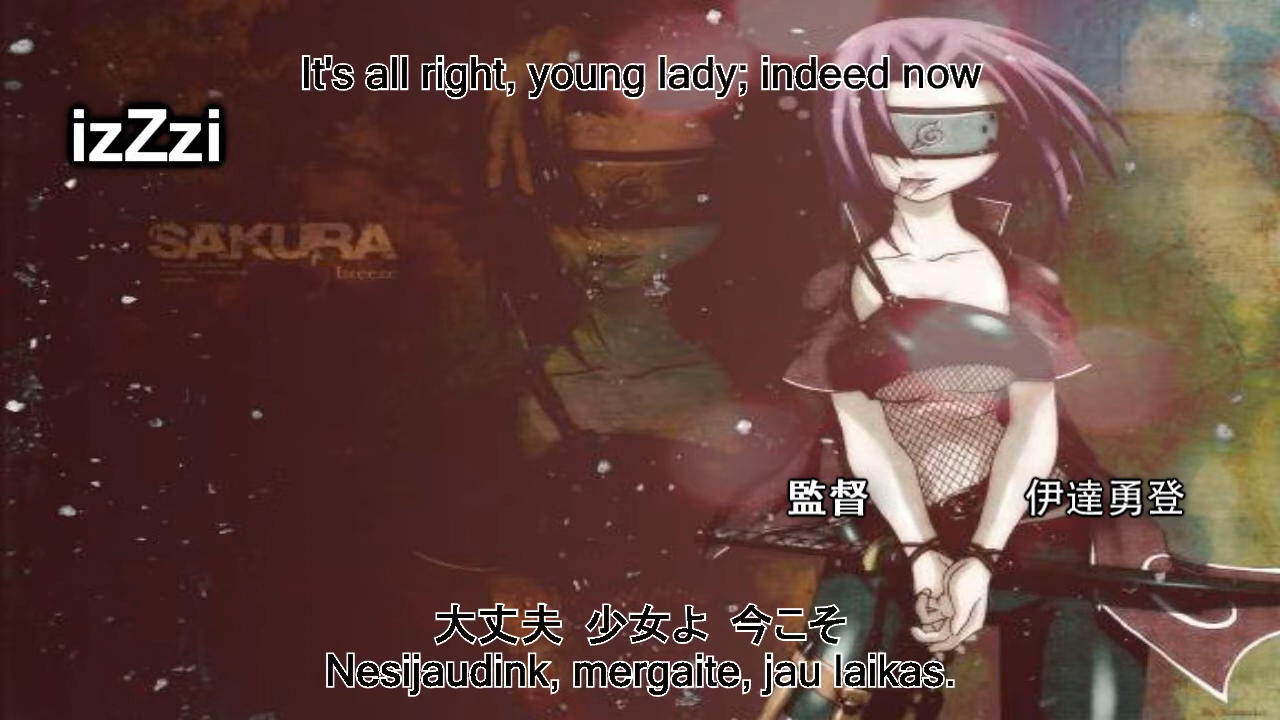 It's all right, young lady; indeed now
izZzi
SAKURA
breeze
監督 伊達勇登
大丈夫 少女よ 今こそ
Nesijaudink, mergaite, jau laikas.